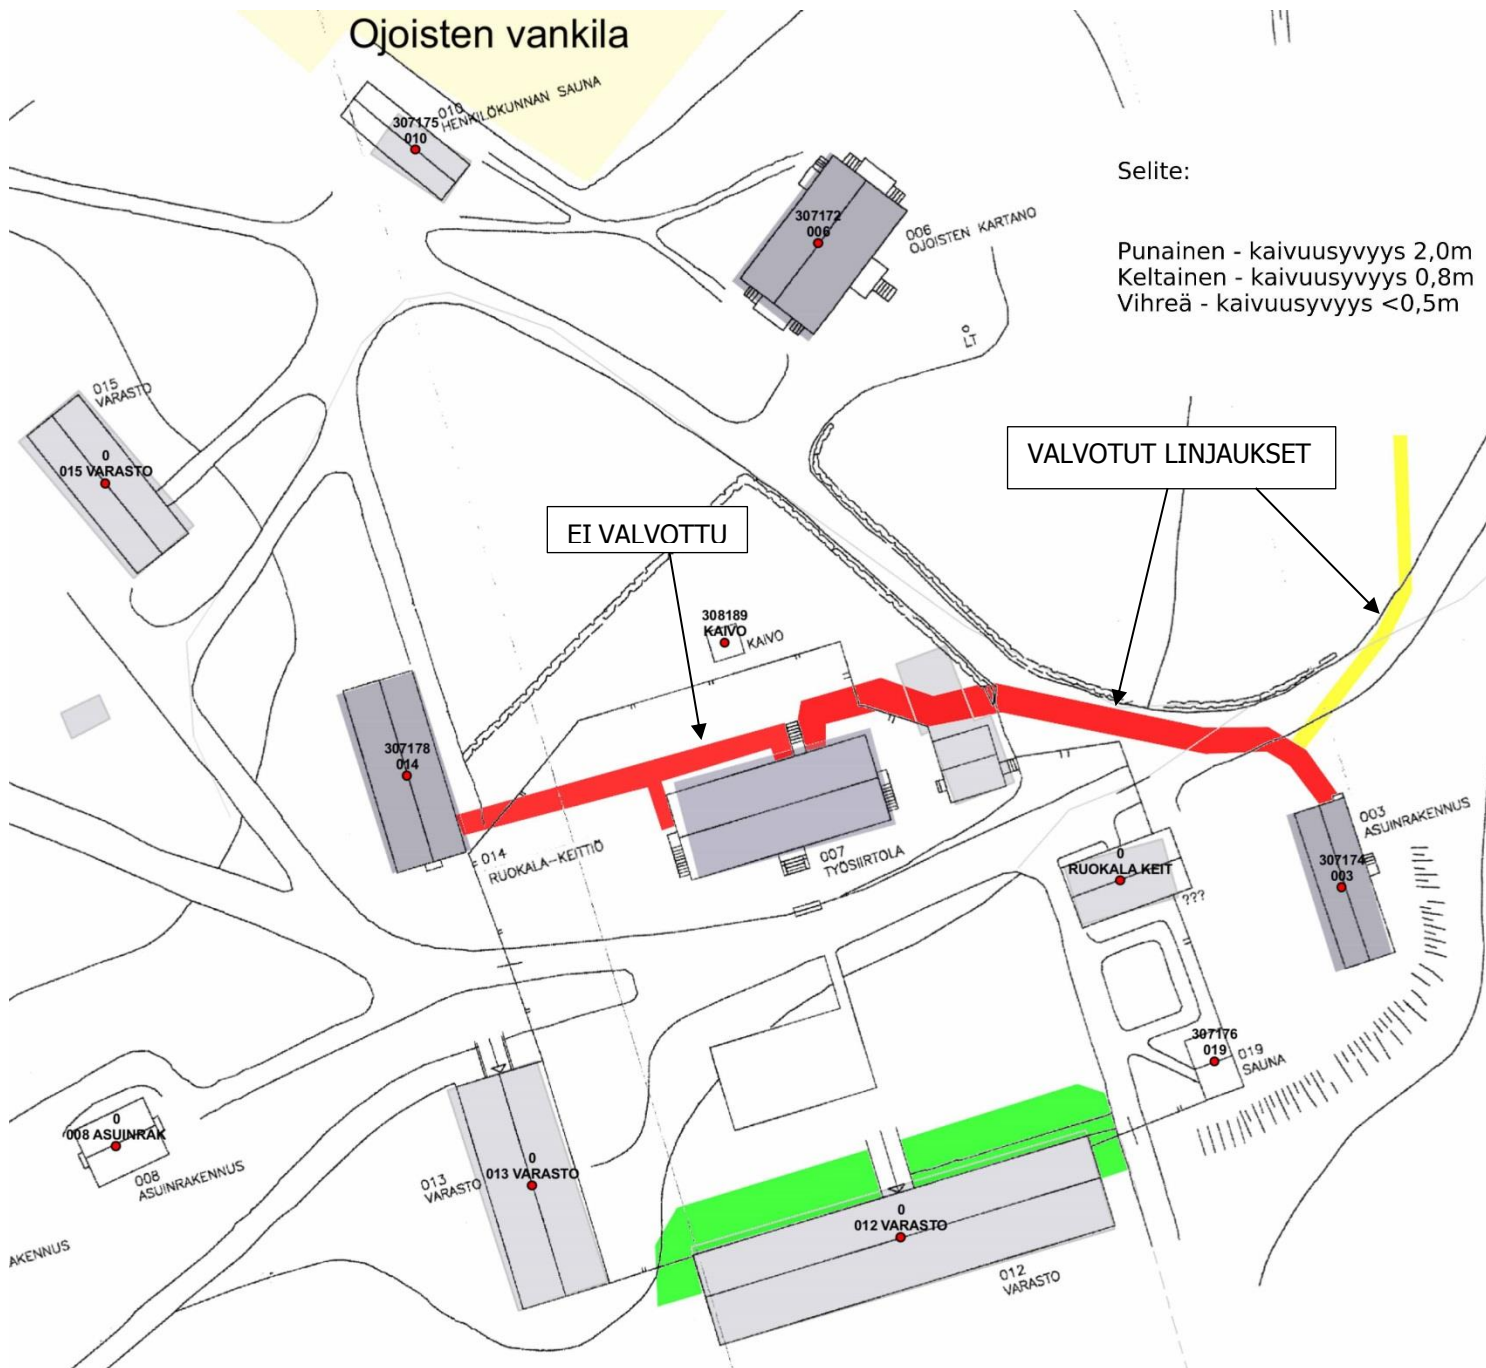 Ojoisten vankila
010
HENKILÖKUNNAN SAUNA
307175
010
Selite:
307172
006
006
OJOISTEN KARTANO
Punainen - kaivuusyvyys 2,0m
Keltainen - kaivuusyvyys 0,8m
Vihreä - kaivuusyvyys <0,5m
LT
015
VARASTO
0
015 VARASTO
VALVOTUT LINJAUKSET
EI VALVOTTU
308189
KAIVO
KAIVO
307178
014
014
RUOKALA-KEITTIÖ
007
TYÖSIIRTOLA
003
ASUINRAKENNUS
0
RUOKALA KEIT
???
307174
003
307176
019
019
SAUNA
0
008 ASUINRAK
008
ASUINRAKENNUS
013
VARASTO
0
013 VARASTO
0
012 VARASTO
012
VARASTO
AKENNUS